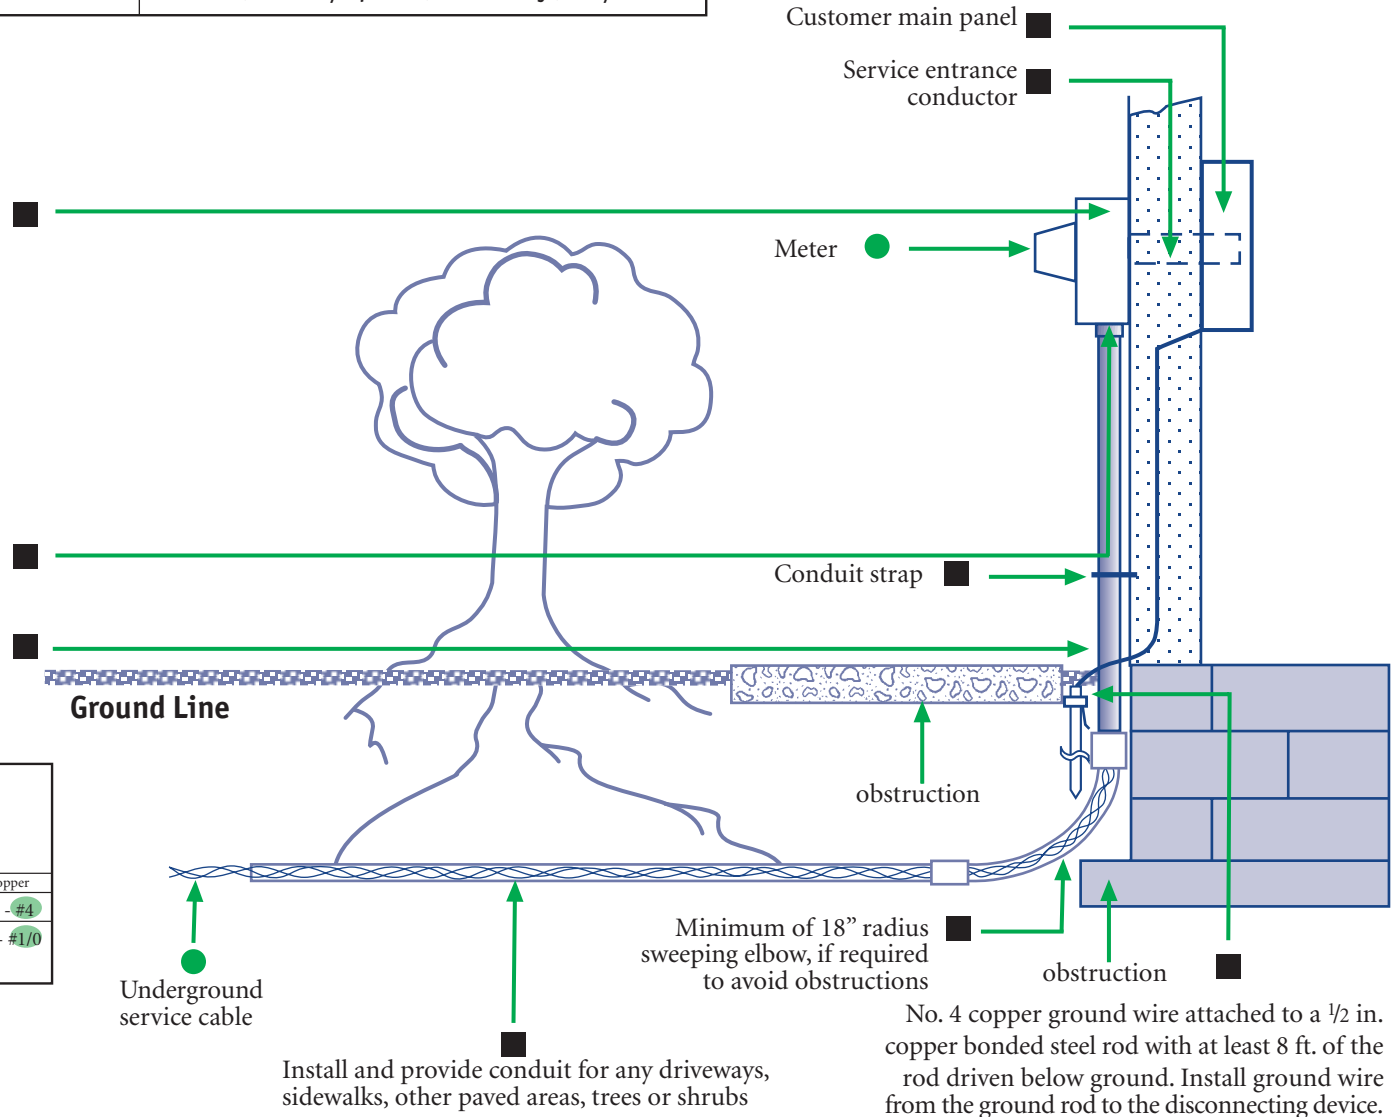 Customer main panel
Service entrance
conductor
Meter
Conduit strap
Ground Line
obstruction
opper
- #4
- #1/0
Minimum of 18” radius
sweeping elbow, if required
to avoid obstructions
obstruction
Underground
service cable
No. 4 copper ground wire attached to a 1/2 in.
copper bonded steel rod with at least 8 ft. of the
rod driven below ground. Install ground wire
from the ground rod to the disconnecting device.
Install and provide conduit for any driveways,
sidewalks, other paved areas, trees or shrubs